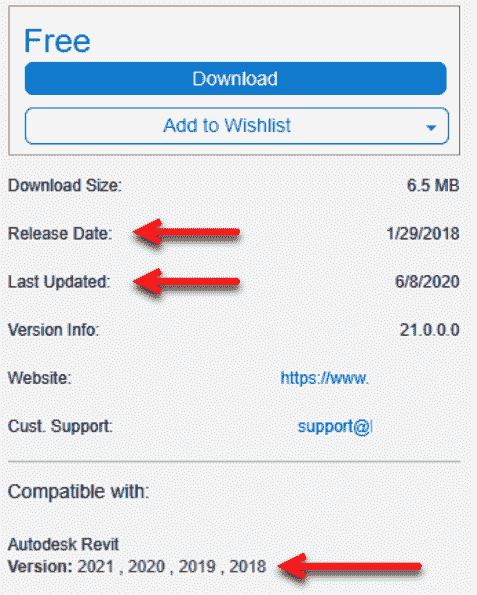 Free
Download
Add to Wishlist
Download Size: 6.5 MB
Release Date: 1/29/2018
Last Updated: 6/8/2020
Version Info: 21.0.0.0
Website: https://www.
Cust. Support: support@
Compatible with:
Autodesk Revit
Version: 2021 , 2020 , 2019 , 2018